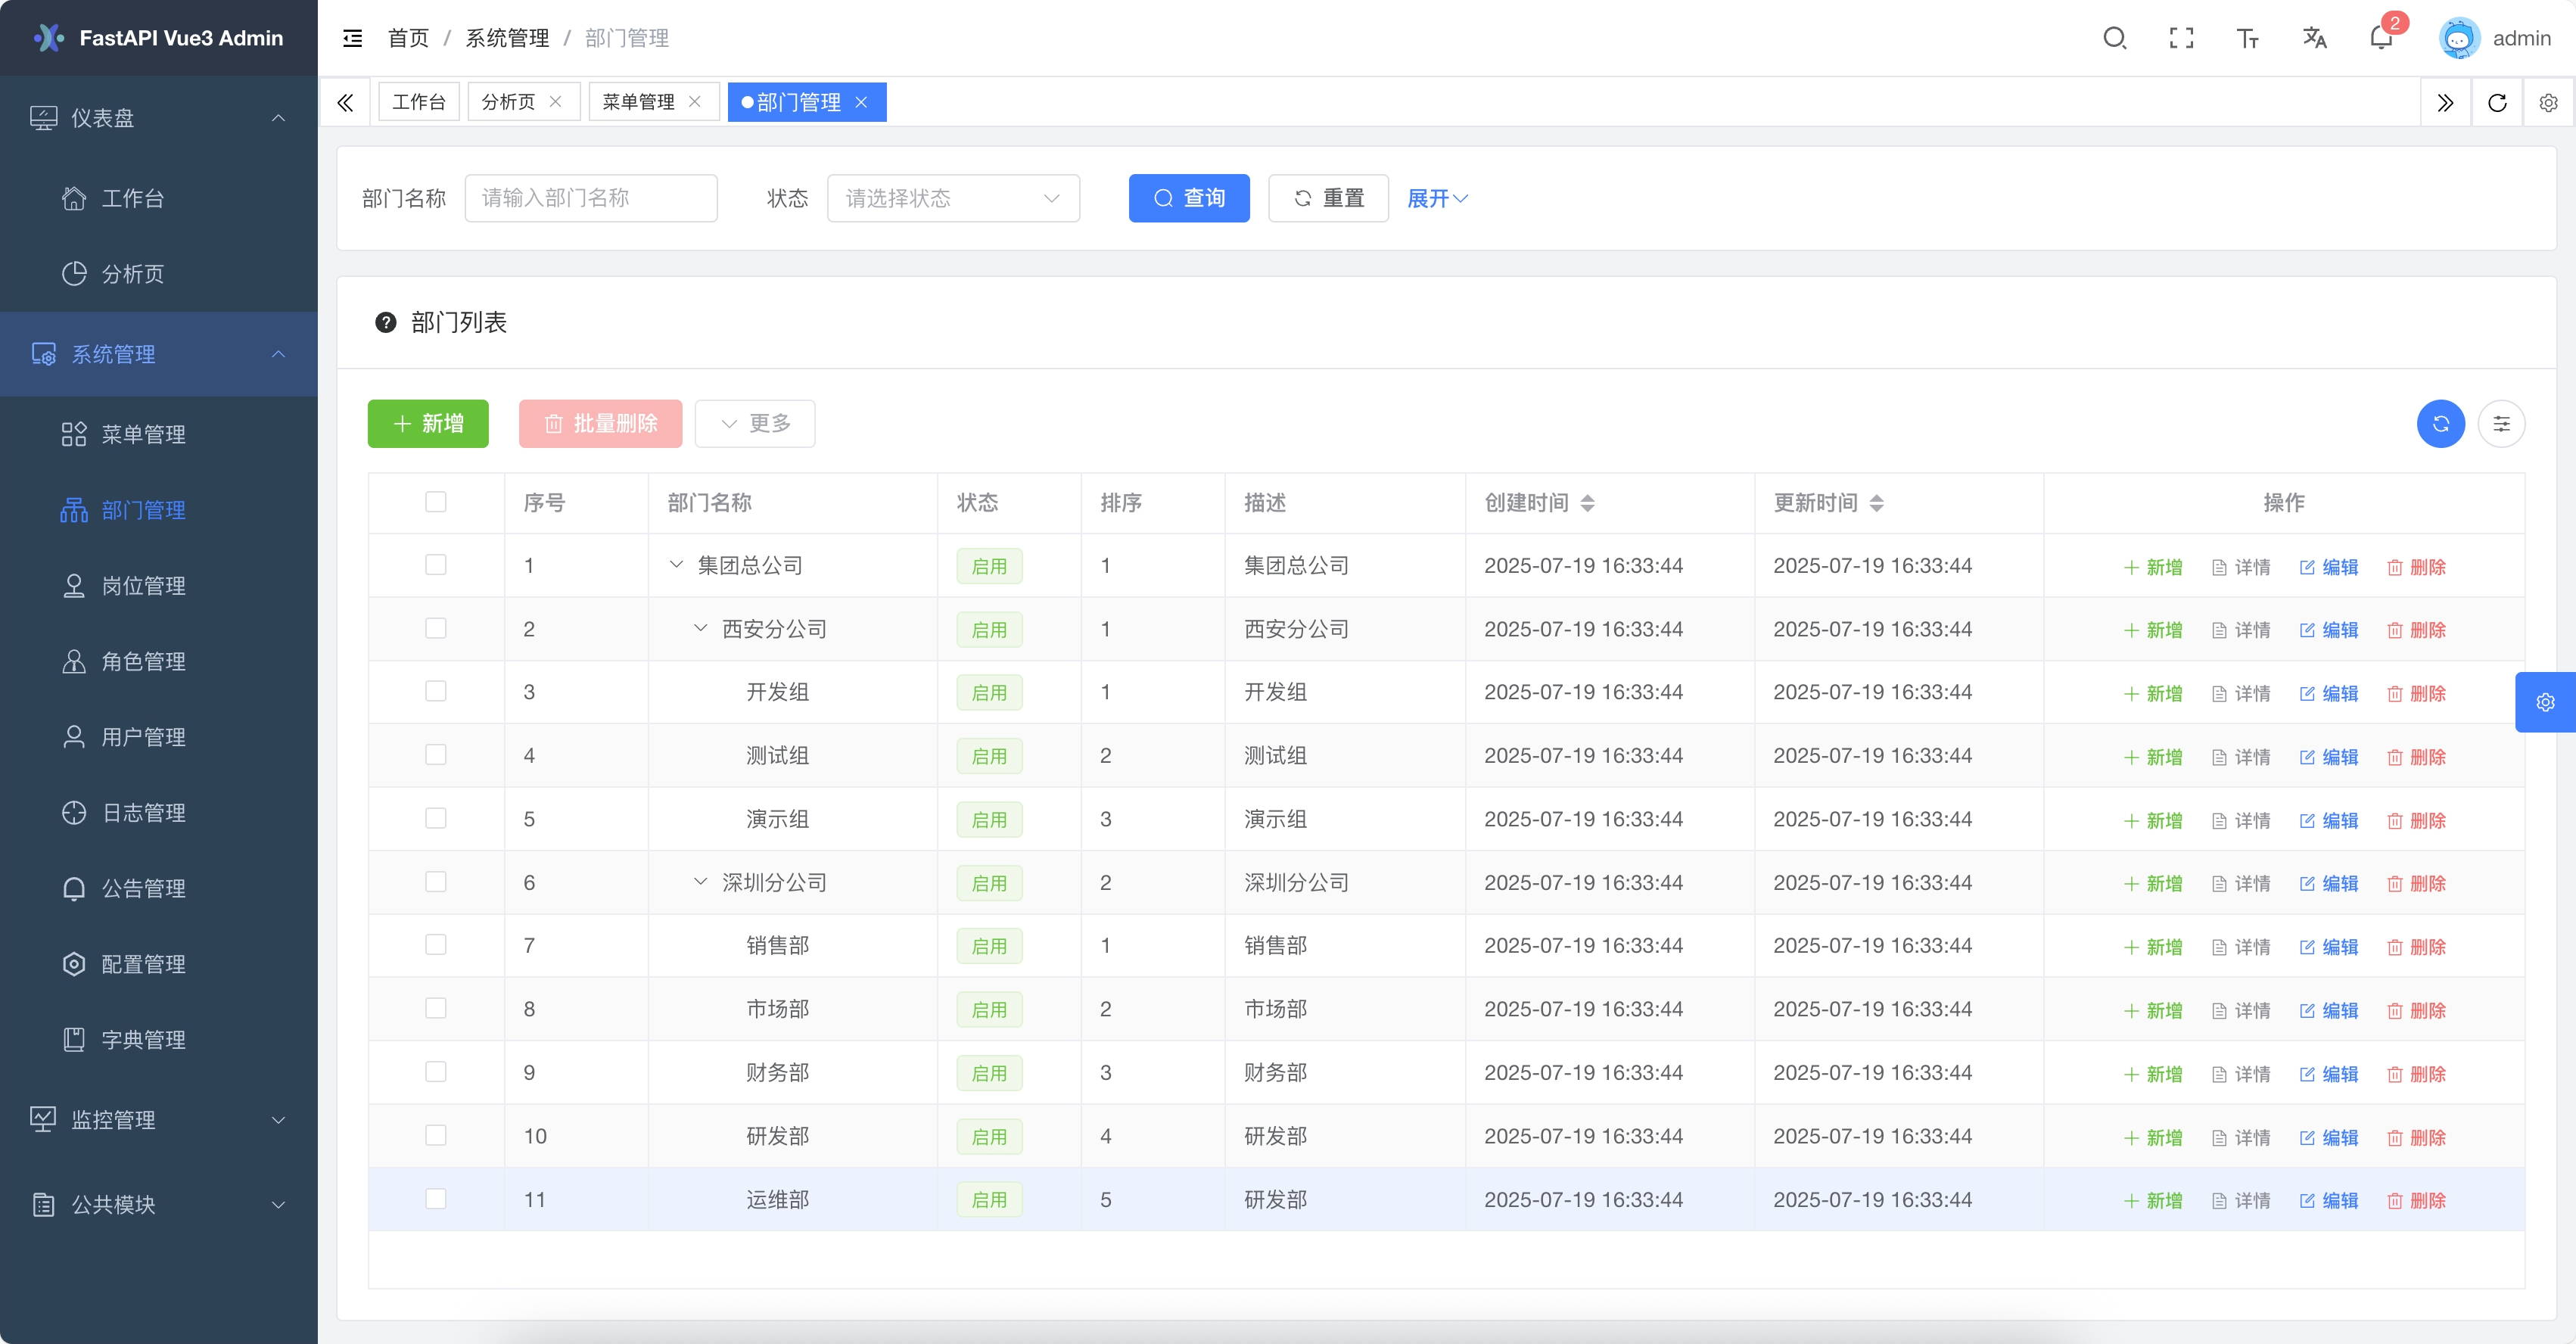 FastAPI Vue3 Admin
首页 / 系统管理 / 部门管理
2
admin
仪表盘
工作台
分析页
系统管理
菜单管理
部门管理
岗位管理
角色管理
用户管理
日志管理
公告管理
配置管理
字典管理
监控管理
公共模块
工作台 分析页 菜单管理 部门管理
部门名称 请输入部门名称 状态 请选择状态 查询 重置 展开
部门列表
新增 批量删除 更多
序号 部门名称 状态 排序 描述 创建时间 更新时间 操作
1 集团总公司 启用 1 集团总公司 2025-07-19 16:33:44 2025-07-19 16:33:44 新增 详情 编辑 删除
2 西安分公司 启用 1 西安分公司 2025-07-19 16:33:44 2025-07-19 16:33:44 新增 详情 编辑 删除
3 开发组 启用 1 开发组 2025-07-19 16:33:44 2025-07-19 16:33:44 新增 详情 编辑 删除
4 测试组 启用 2 测试组 2025-07-19 16:33:44 2025-07-19 16:33:44 新增 详情 编辑 删除
5 演示组 启用 3 演示组 2025-07-19 16:33:44 2025-07-19 16:33:44 新增 详情 编辑 删除
6 深圳分公司 启用 2 深圳分公司 2025-07-19 16:33:44 2025-07-19 16:33:44 新增 详情 编辑 删除
7 销售部 启用 1 销售部 2025-07-19 16:33:44 2025-07-19 16:33:44 新增 详情 编辑 删除
8 市场部 启用 2 市场部 2025-07-19 16:33:44 2025-07-19 16:33:44 新增 详情 编辑 删除
9 财务部 启用 3 财务部 2025-07-19 16:33:44 2025-07-19 16:33:44 新增 详情 编辑 删除
10 研发部 启用 4 研发部 2025-07-19 16:33:44 2025-07-19 16:33:44 新增 详情 编辑 删除
11 运维部 启用 5 研发部 2025-07-19 16:33:44 2025-07-19 16:33:44 新增 详情 编辑 删除